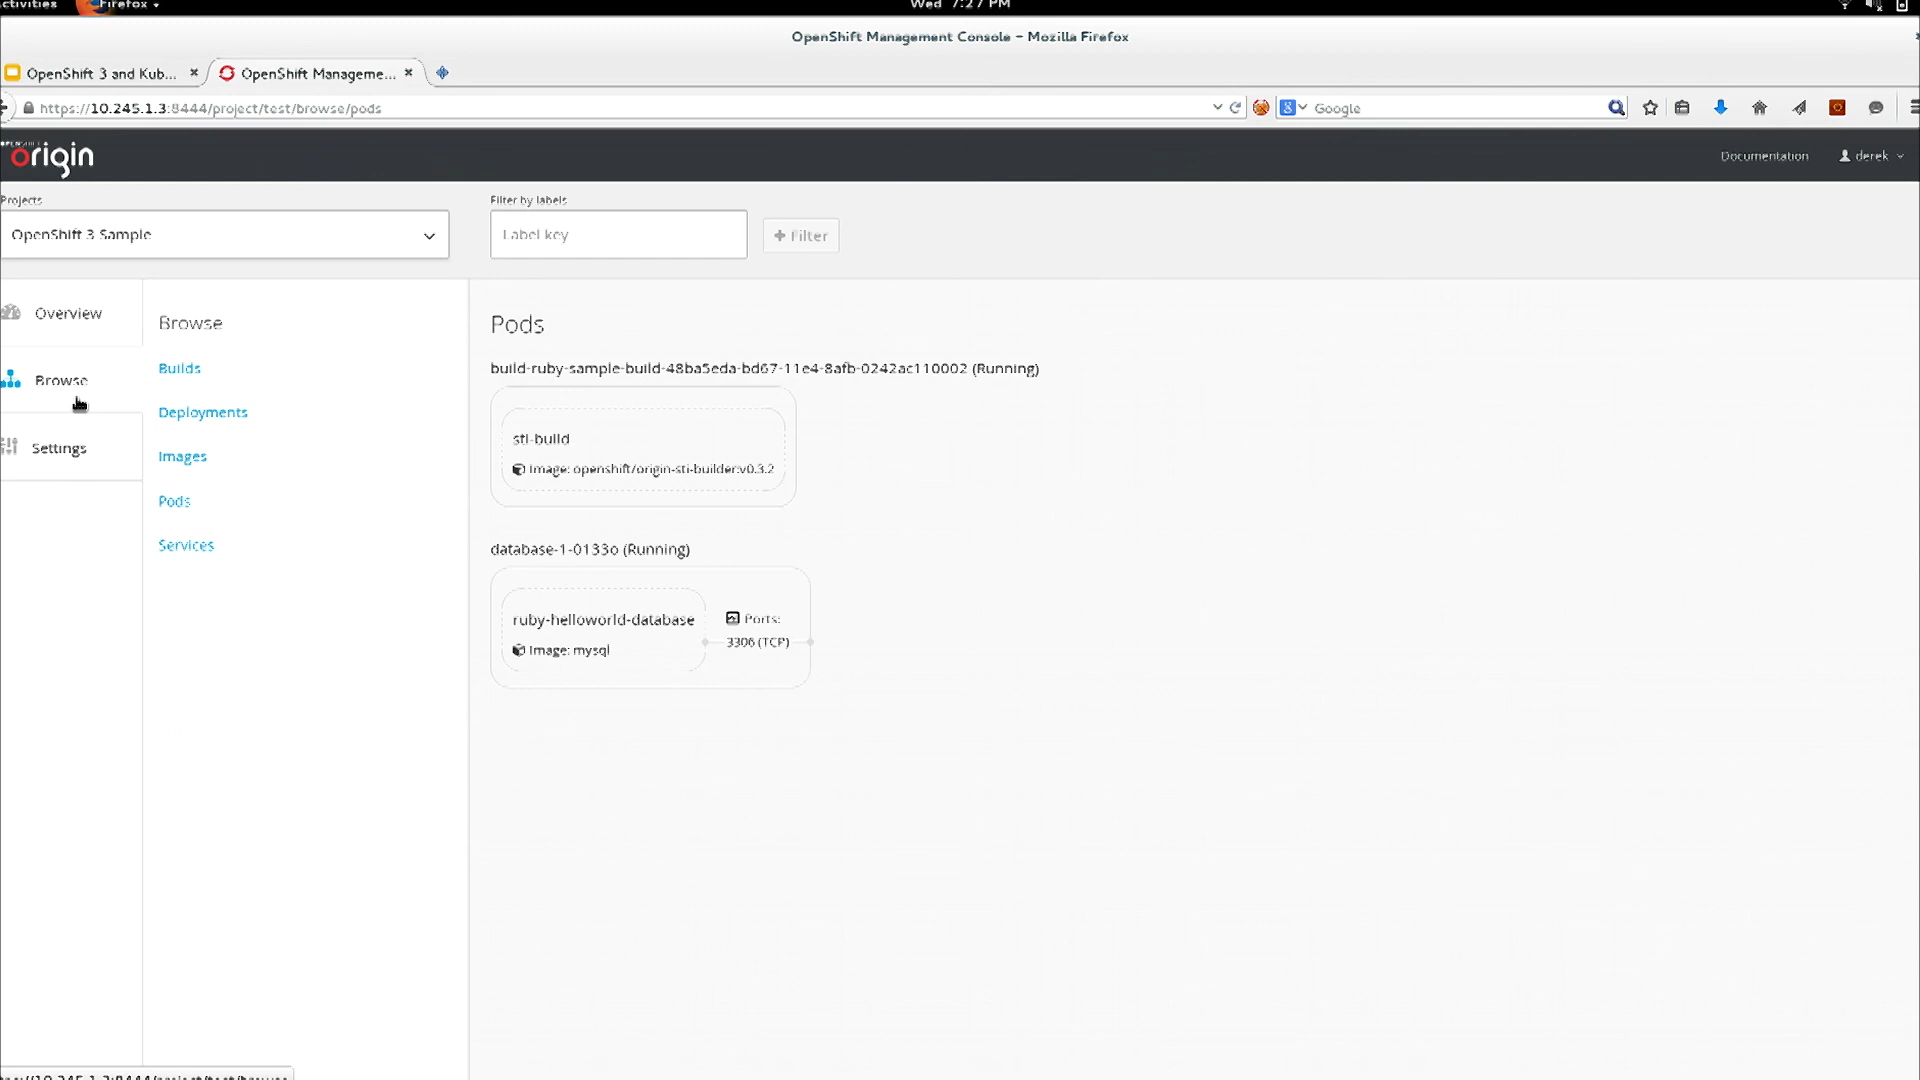 Firefox
Wed 7:27 PM
OpenShift Management Console - Mozilla Firefox
OpenShift 3 and Kub...
OpenShift Manageme...
https://10.245.1.3:8444/project/test/browse/pods
Google
origin
Documentation
derek
Projects
Filter by labels
OpenShift 3 Sample
Label key
+ Filter
Overview
Browse
Settings
Browse
Builds
Deployments
Images
Pods
Services
Pods
build-ruby-sample-build-48ba5eda-bd67-11e4-8afb-0242ac110002 (Running)
sti-build
Image: openshift/origin-sti-builder:v0.3.2
database-1-0133o (Running)
ruby-helloworld-database
Image: mysql
Ports:
3306 (TCP)